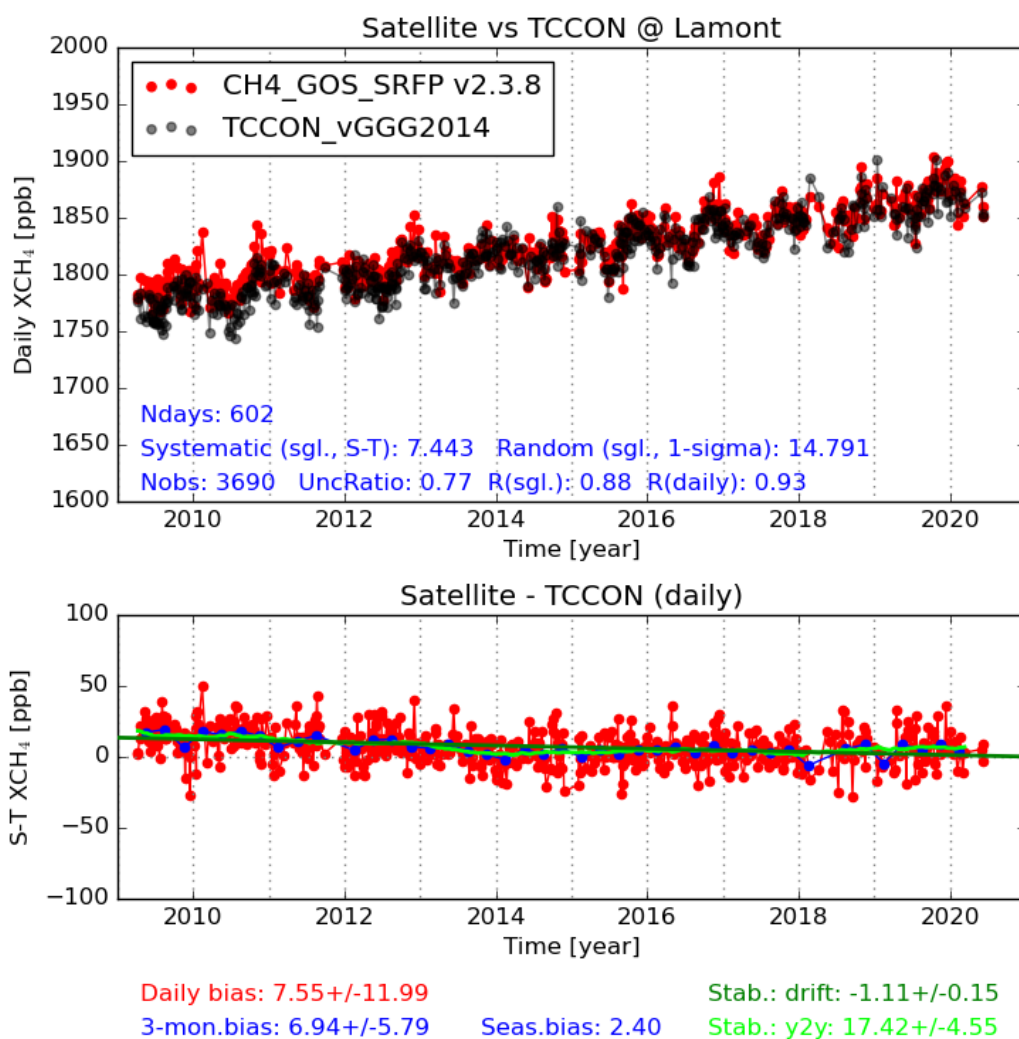 Satellite vs TCCON @ Lamont
2000
1950
1900
1850
1800
1750
1700
1650
1600
Daily XCH₄ [ppb]
CH4_GOS_SRFP v2.3.8
TCCON_vGGG2014
Ndays: 602
Systematic (sgl., S-T): 7.443 Random (sgl., 1-sigma): 14.791
Nobs: 3690 UncRatio: 0.77 R(sgl.): 0.88 R(daily): 0.93
2010 2012 2014 2016 2018 2020
Time [year]
Satellite - TCCON (daily)
100
50
0
−50
−100
S-T XCH₄ [ppb]
2010 2012 2014 2016 2018 2020
Time [year]
Daily bias: 7.55+/-11.99 Stab.: drift: -1.11+/-0.15
3-mon.bias: 6.94+/-5.79 Seas.bias: 2.40 Stab.: y2y: 17.42+/-4.55